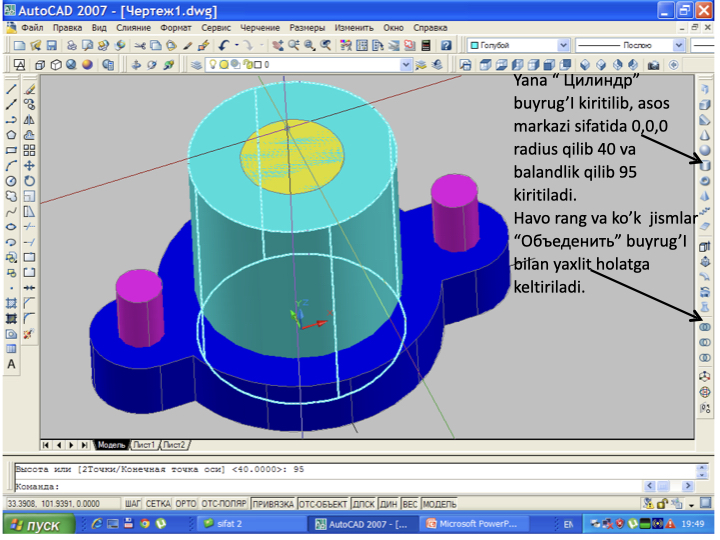 AutoCAD 2007 - [Чертеж1.dwg]
Файл Правка Вид Слияние Формат Сервис Черчение Размеры Изменить Окно Справка
0 Голубой Послою
Yana “ Цилиндр”
buyrug’I kiritilib, asos
markazi sifatida 0,0,0
radius qilib 40 va
balandlik qilib 95
kiritiladi.
Havo rang va ko’k jismlar
“Объеденить” buyrug’I
bilan yaxlit holatga
keltiriladi.
A
Модель Лист1 Лист2
Высота или [2Точки/Конечная точка оси] <40.0000>: 95
Команда:
33.3908, 101.9391, 0.0000 ШАГ СЕТКА ОРТО ОТС-ПОЛЯР ПРИВЯЗКА ОТС-ОБЪЕКТ ДПСК ДИН ВЕС МОДЕЛЬ
пуск sifat 2 AutoCAD 2007 - [... Microsoft PowerP... EN 19:49